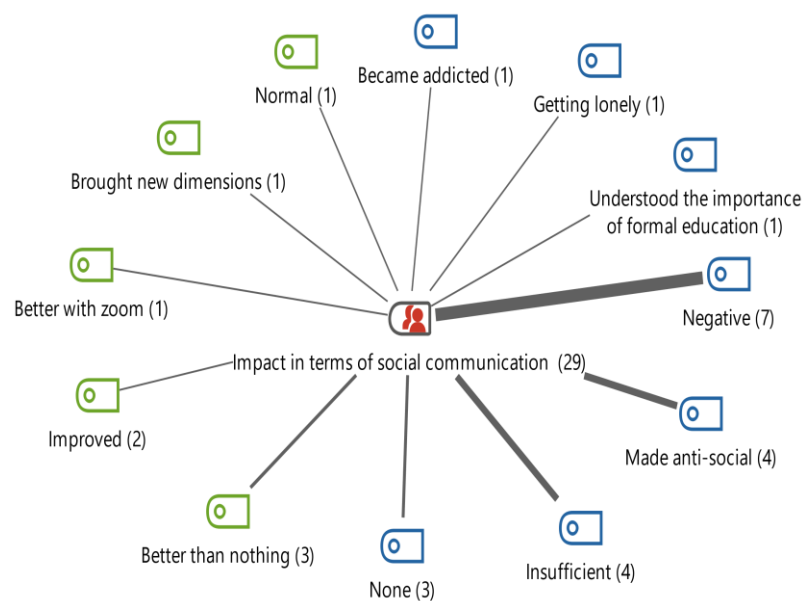 Became addicted (1)
Normal (1)
Getting lonely (1)
Brought new dimensions (1)
Understood the importance
of formal education (1)
Better with zoom (1)
Negative (7)
Impact in terms of social communication (29)
Improved (2)
Made anti-social (4)
Better than nothing (3)
None (3)
Insufficient (4)